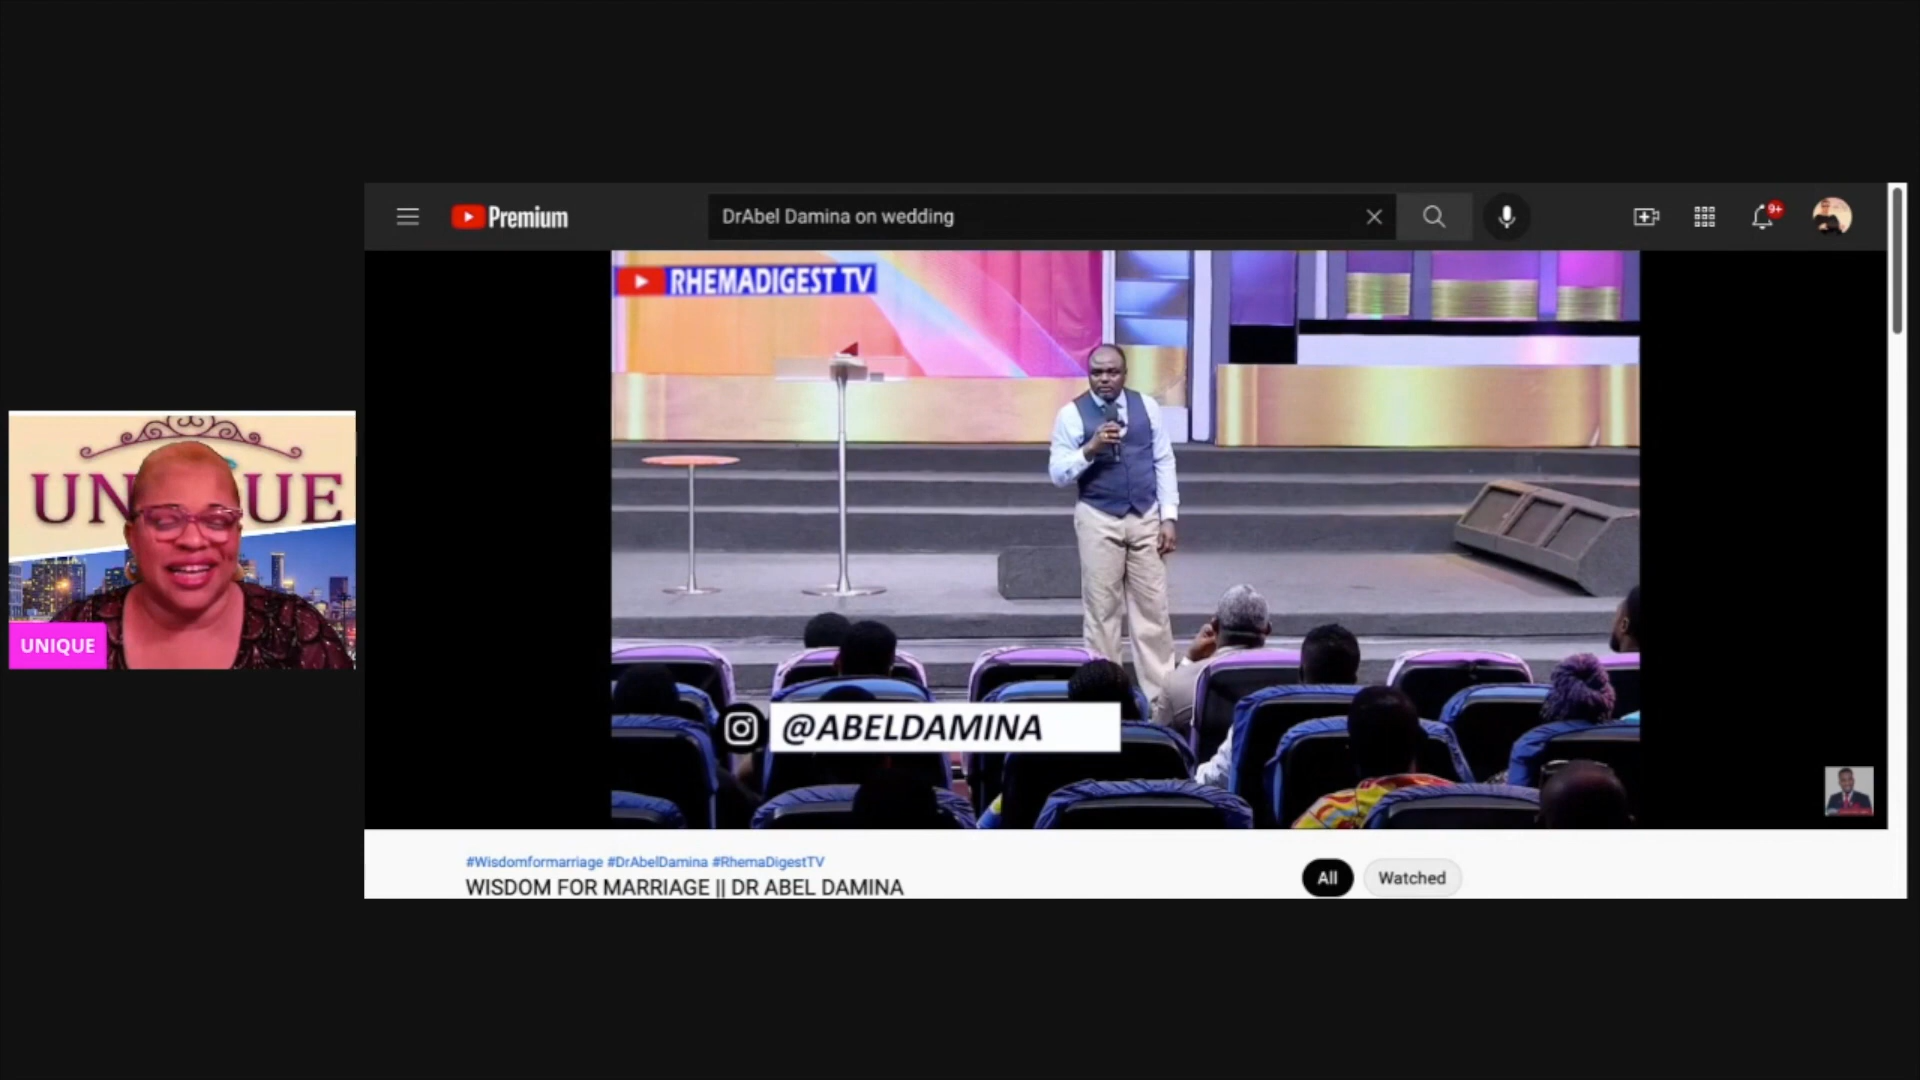 Premium
DrAbel Damina on wedding
9+
RHEMADIGEST TV
UNIQUE
UNIQUE
@ABELDAMINA
#Wisdomformarriage #DrAbelDamina #RhemaDigestTV
WISDOM FOR MARRIAGE || DR ABEL DAMINA
All
Watched